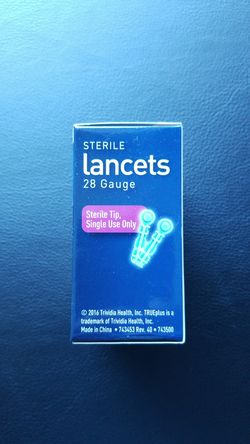 STERILE
lancets
28 Gauge
Sterile Tip,
Single Use Only
© 2016 Trividia Health, Inc. TRUEplus is a
trademark of Trividia Health, Inc.
Made in China • 743453 Rev. 40 • 743500